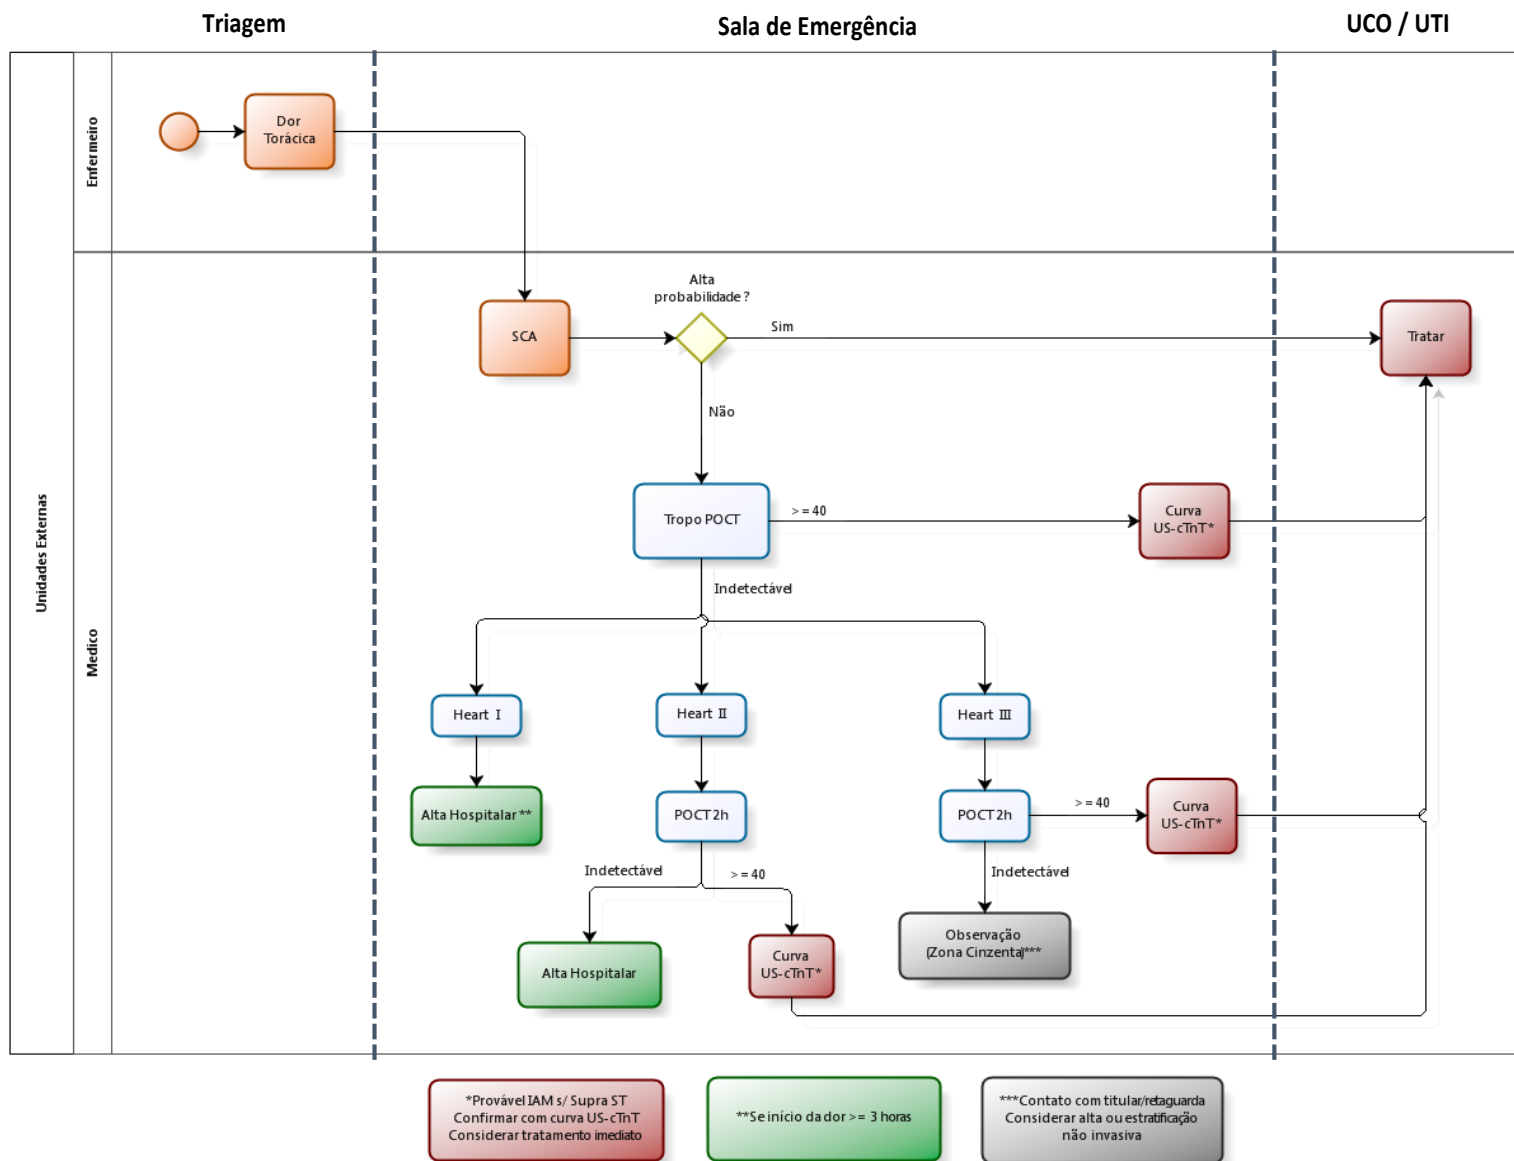 Triagem
Sala de Emergência
UCO / UTI
Unidades Externas
Enfermeiro
Dor
Torácica
Medico
SCA
Alta
probabilidade ?
Sim
Tratar
Não
Tropo POCT
> = 40
Curva
US-cTnT*
Indetectável
Heart I
Heart II
Heart III
Alta Hospitalar **
POCT 2h
POCT 2h
> = 40
Curva
US-cTnT*
Indetectável
> = 40
Indetectável
Alta Hospitalar
Curva
US-cTnT*
Observação
(Zona Cinzenta)***
*Provável IAM s/ Supra ST
Confirmar com curva US-cTnT
Considerar tratamento imediato
**Se início da dor >= 3 horas
***Contato com titular/retaguarda
Considerar alta ou estratificação
não invasiva